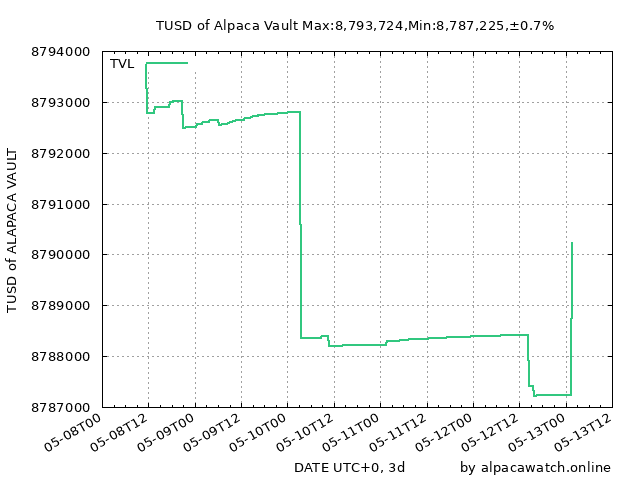 TUSD of Alpaca Vault Max:8,793,724,Min:8,787,225,±0.7%
8794000
TVL
8793000
8792000
8791000
8790000
8789000
8788000
8787000
TUSD of ALAPACA VAULT
05-08T00
05-08T12
05-09T00
05-09T12
05-10T00
05-10T12
05-11T00
05-11T12
05-12T00
05-12T12
05-13T00
05-13T12
DATE UTC+0, 3d
by alpacawatch.online